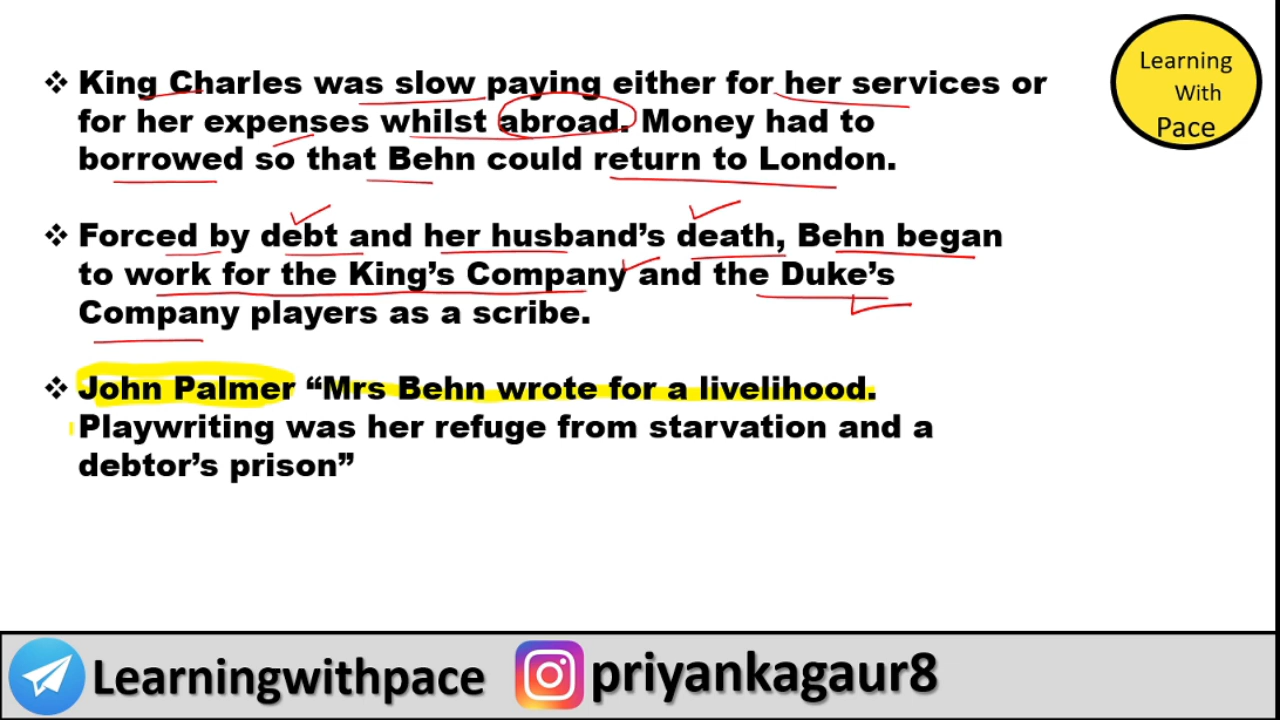 ❖ King Charles was slow paying either for her services or
for her expenses whilst abroad. Money had to
borrowed so that Behn could return to London.
❖ Forced by debt and her husband’s death, Behn began
to work for the King’s Company and the Duke’s
Company players as a scribe.
❖ John Palmer “Mrs Behn wrote for a livelihood.
Playwriting was her refuge from starvation and a
debtor’s prison”
Learning
With
Pace
Learningwithpace
priyankagaur8